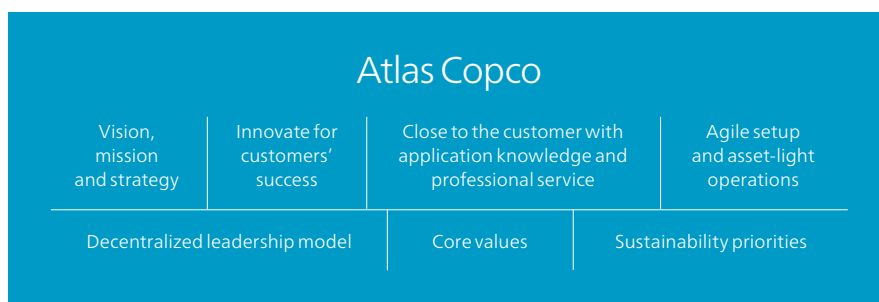 Atlas Copco
Vision,
mission
and strategy
Innovate for
customers’
success
Close to the customer with
application knowledge and
professional service
Agile setup
and asset-light
operations
Decentralized leadership model
Core values
Sustainability priorities